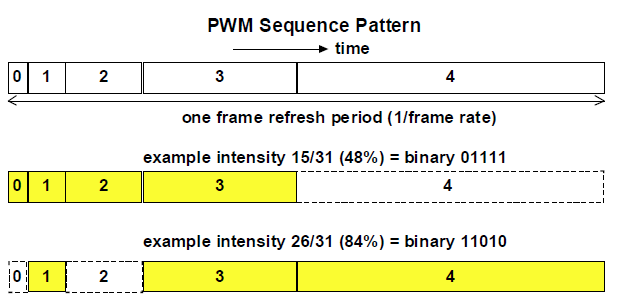 PWM Sequence Pattern
time
0 1 2 3 4
one frame refresh period (1/frame rate)
example intensity 15/31 (48%) = binary 01111
0 1 2 3 4
example intensity 26/31 (84%) = binary 11010
0 1 2 3 4